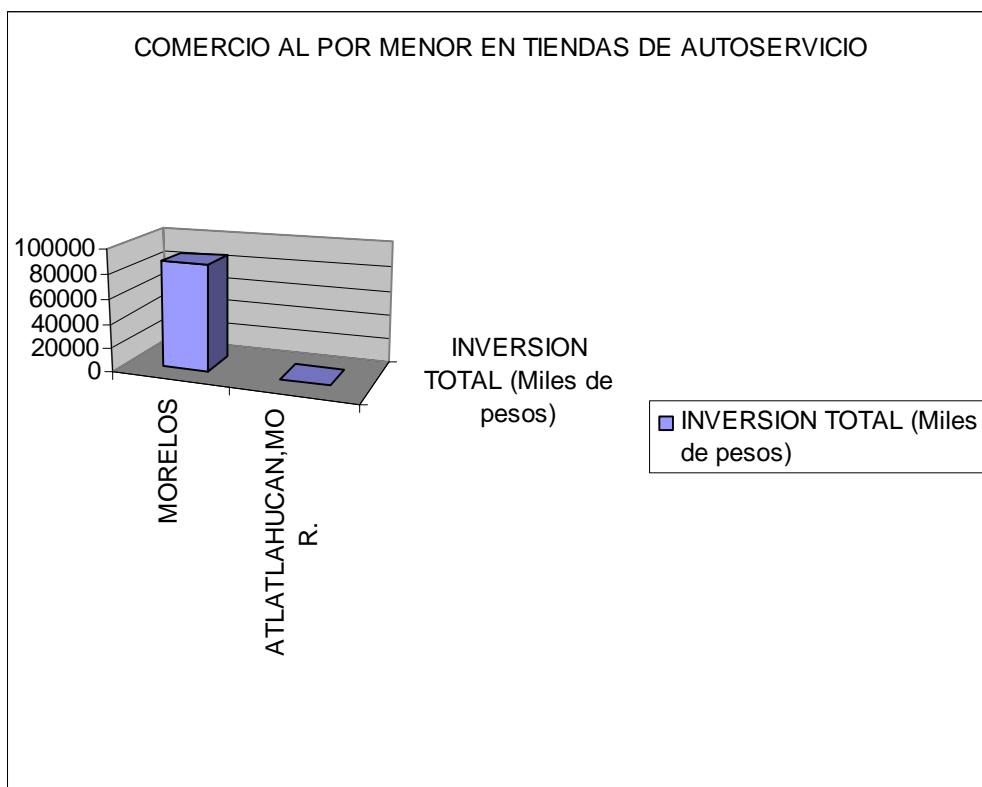 COMERCIO AL POR MENOR EN TIENDAS DE AUTOSERVICIO
100000
80000
60000
40000
20000
0
MORELOS
ATLATLAHUCAN,MO
R.
INVERSION
TOTAL (Miles de
pesos)
INVERSION TOTAL (Miles
de pesos)